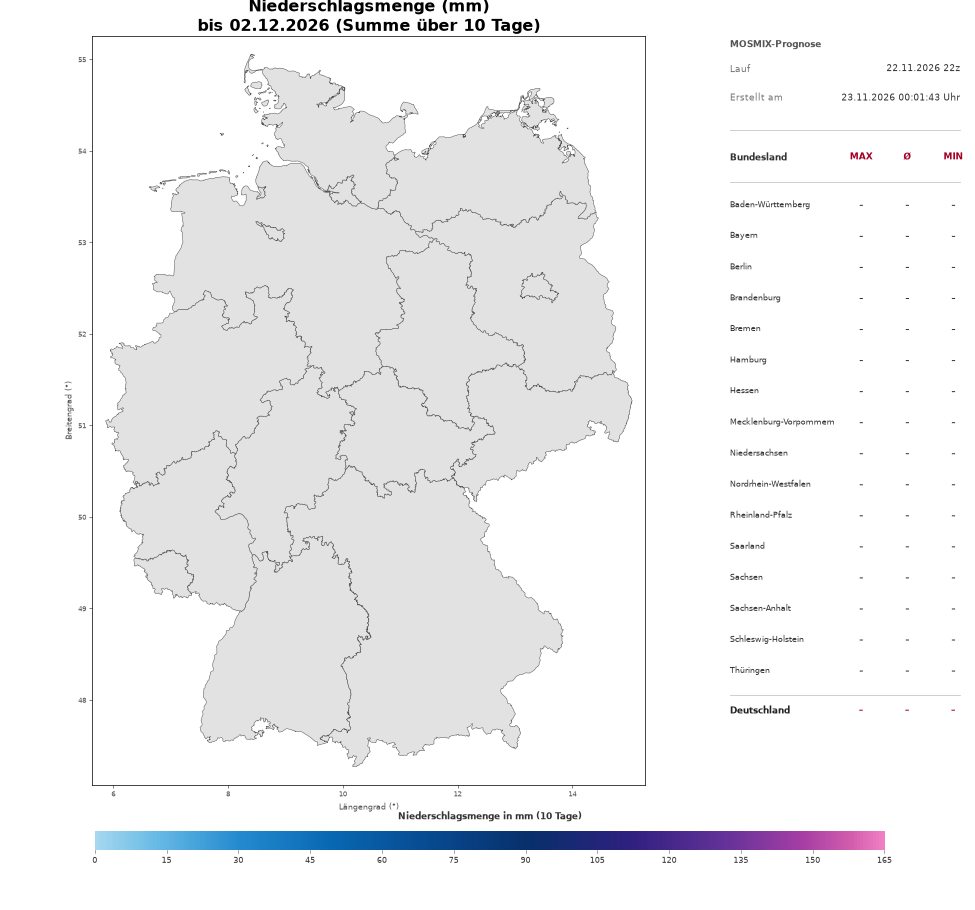 Niederschlagsmenge (mm)
bis 02.12.2026 (Summe über 10 Tage)
55
54
53
52
51
50
49
48
Breitengrad (°)
6 8 10 12 14
Längengrad (°)
MOSMIX-Prognose
Lauf 22.11.2026 22z
Erstellt am 23.11.2026 00:01:43 Uhr
Bundesland MAX Ø MIN
Baden-Württemberg - - -
Bayern - - -
Berlin - - -
Brandenburg - - -
Bremen - - -
Hamburg - - -
Hessen - - -
Mecklenburg-Vorpommern - - -
Niedersachsen - - -
Nordrhein-Westfalen - - -
Rheinland-Pfalz - - -
Saarland - - -
Sachsen - - -
Sachsen-Anhalt - - -
Schleswig-Holstein - - -
Thüringen - - -
Deutschland - - -
Niederschlagsmenge in mm (10 Tage)
0 15 30 45 60 75 90 105 120 135 150 165